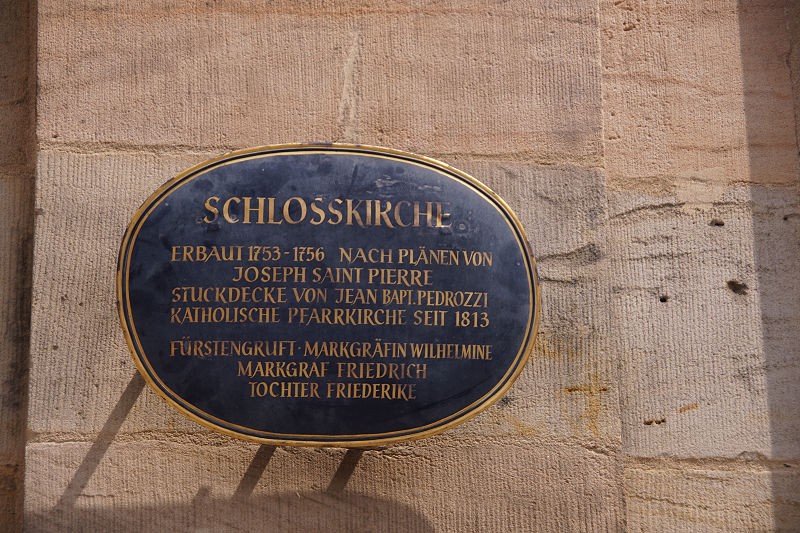 SCHLOSSKIRCHE
ERBAUT 1753-1756 NACH PLÄNEN VON
JOSEPH SAINT PIERRE
STUCKDECKE VON JEAN BAPT. PEDROZZI
KATHOLISCHE PFARRKIRCHE SEIT 1813
FÜRSTENGRUFT · MARKGRÄFIN WILHELMINE
MARKGRAF FRIEDRICH
TOCHTER FRIEDERIKE